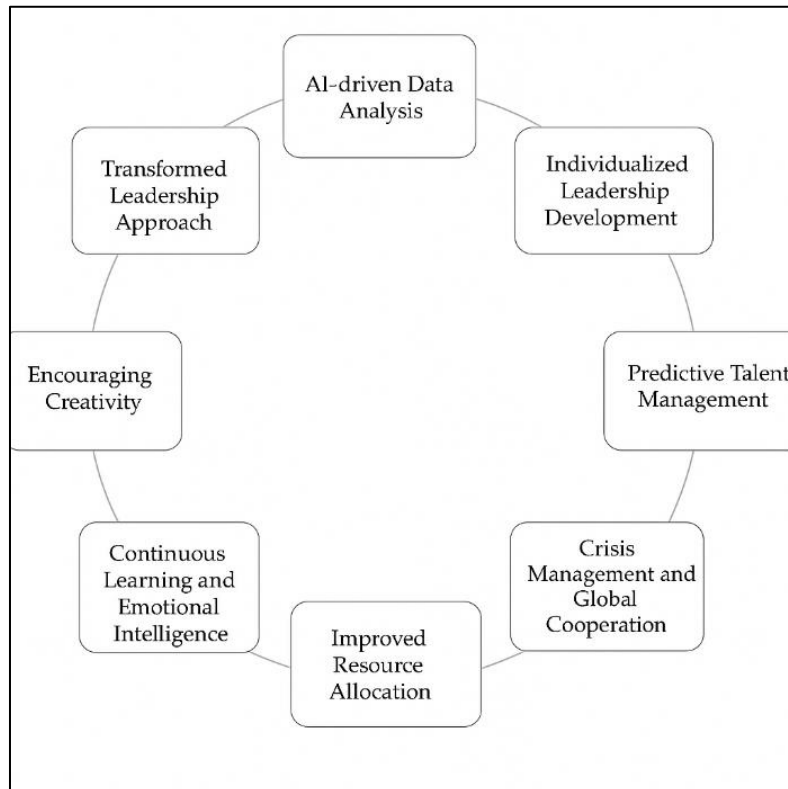 AI-driven Data
Analysis
Individualized
Leadership
Development
Predictive Talent
Management
Crisis
Management and
Global
Cooperation
Improved
Resource
Allocation
Continuous
Learning and
Emotional
Intelligence
Encouraging
Creativity
Transformed
Leadership
Approach